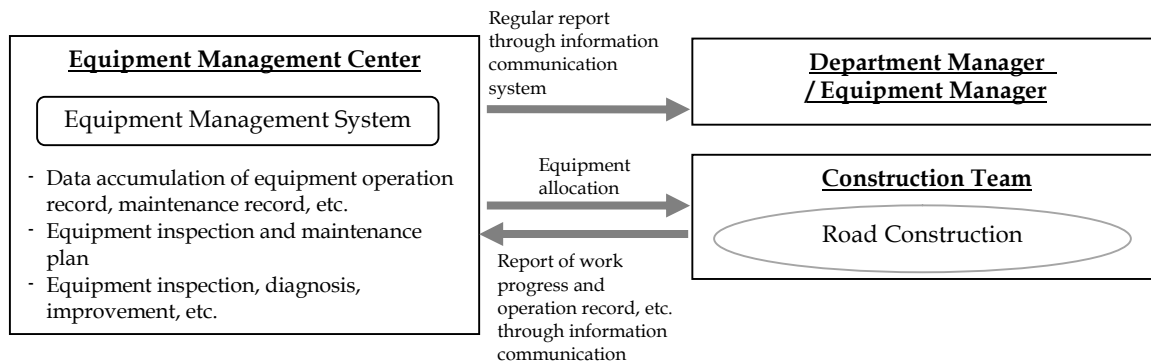 Equipment Management Center
Equipment Management System
- Data accumulation of equipment operation
record, maintenance record, etc.
- Equipment inspection and maintenance
plan
- Equipment inspection, diagnosis,
improvement, etc.
Regular report
through information
communication
system
Department Manager
/ Equipment Manager
Equipment
allocation
Construction Team
Road Construction
Report of work
progress and
operation record, etc.
through information
communication